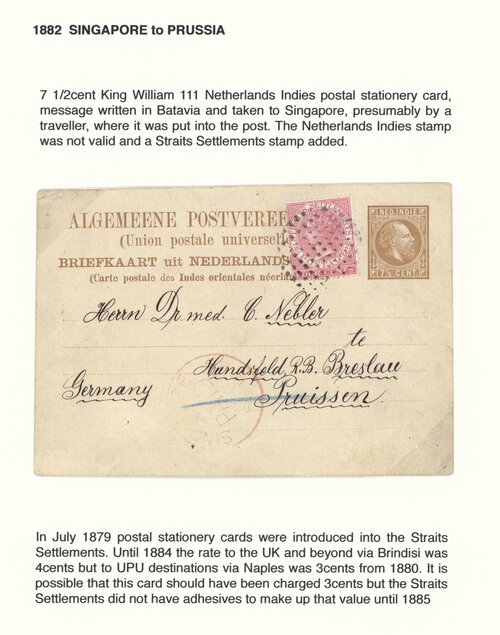 1882 SINGAPORE to PRUSSIA
7 1/2cent King William 111 Netherlands Indies postal stationery card,
message written in Batavia and taken to Singapore, presumably by a
traveller, where it was put into the post. The Netherlands Indies stamp
was not valid and a Straits Settlements stamp added.
ALGEMEENE POSTVEREE
(Union postale universell
BRIEFKAART uit NEDERLANDS
(Carte postale des Indes orientales néerla
NED. INDIE
7½ CENT.
Herrn Dr. med. C. Nebler
te
Hundsfeld, R.B. Breslau
Germany
Pruissen.
In July 1879 postal stationery cards were introduced into the Straits
Settlements. Until 1884 the rate to the UK and beyond via Brindisi was
4cents but to UPU destinations via Naples was 3cents from 1880. It is
possible that this card should have been charged 3cents but the Straits
Settlements did not have adhesives to make up that value until 1885